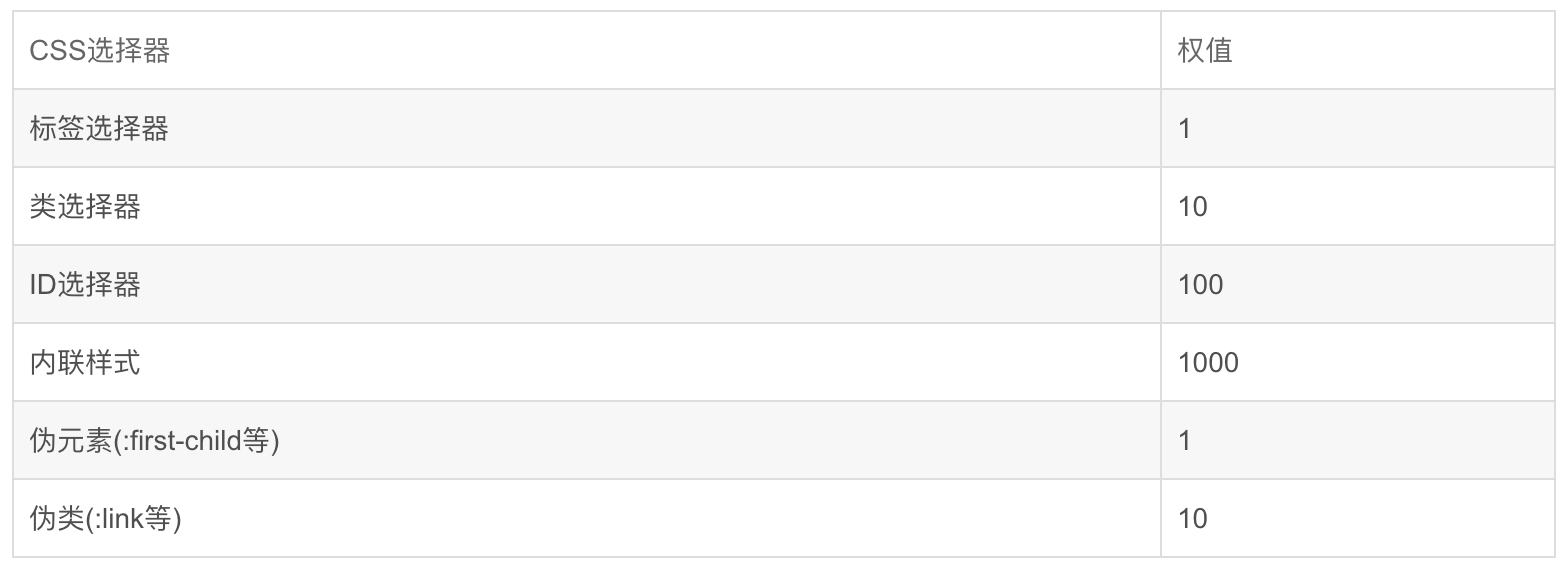 CSS选择器 权值
标签选择器 1
类选择器 10
ID选择器 100
内联样式 1000
伪元素(:first-child等) 1
伪类(:link等) 10